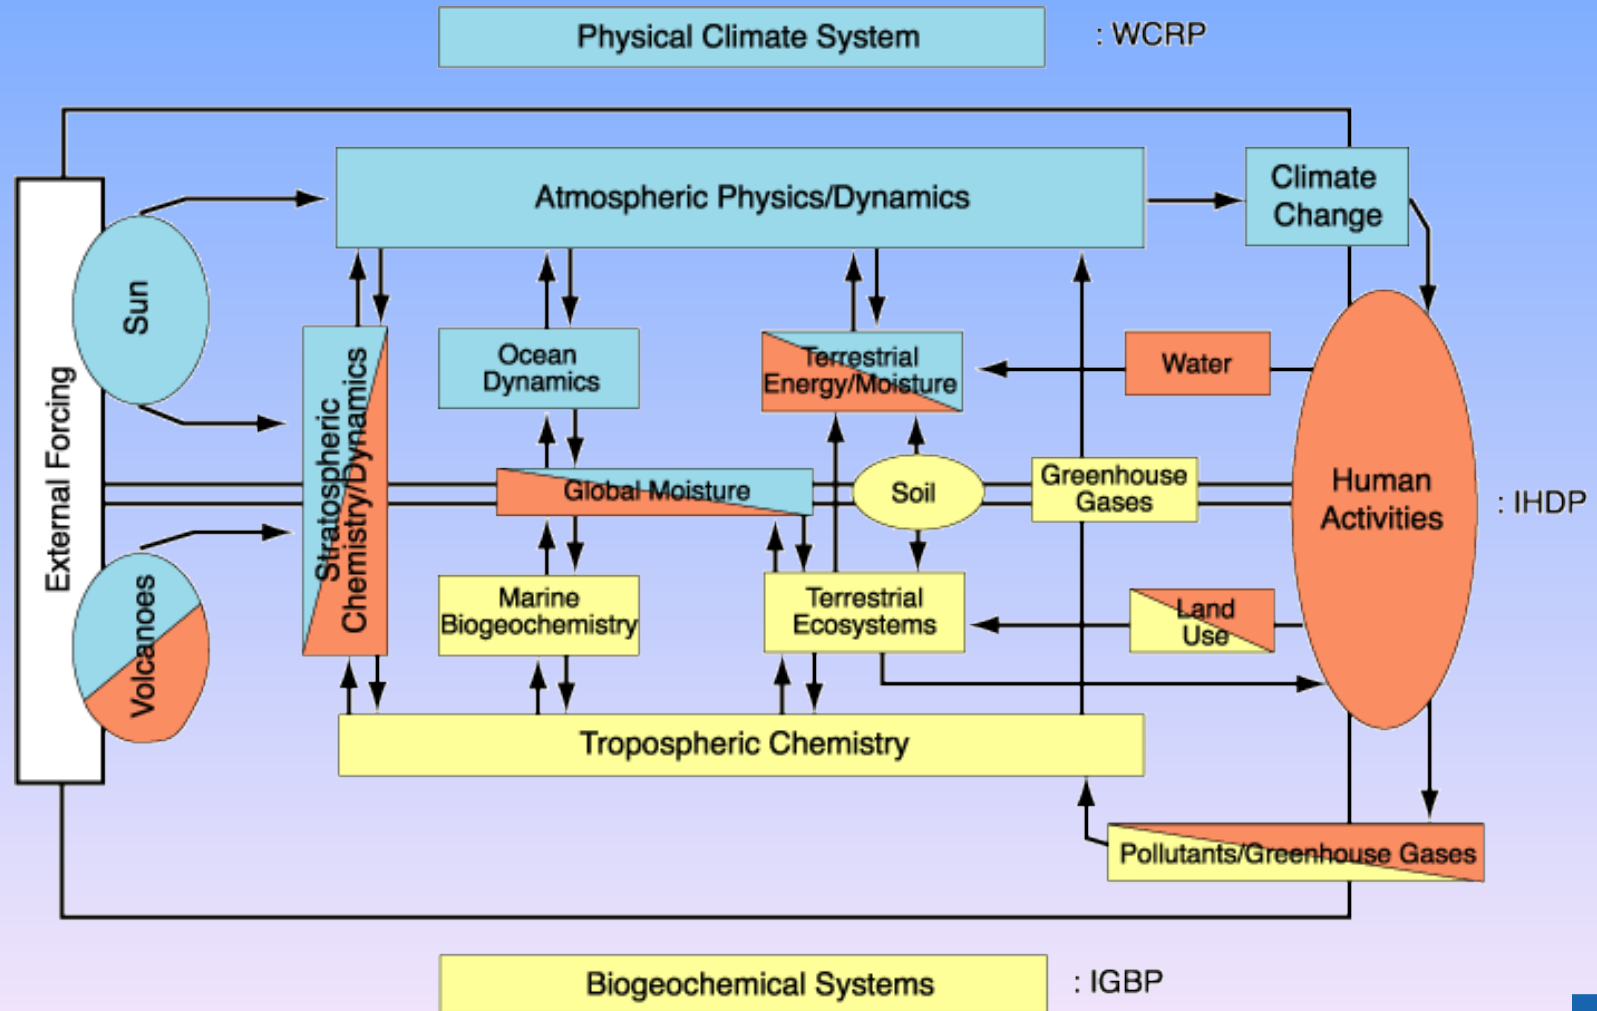 Physical Climate System
: WCRP
Atmospheric Physics/Dynamics
Climate
Change
Sun
External Forcing
Volcanoes
Stratospheric
Chemistry/Dynamics
Ocean
Dynamics
Terrestrial
Energy/Moisture
Water
Global Moisture
Soil
Greenhouse
Gases
Human
Activities
: IHDP
Marine
Biogeochemistry
Terrestrial
Ecosystems
Land
Use
Tropospheric Chemistry
Pollutants/Greenhouse Gases
Biogeochemical Systems
: IGBP